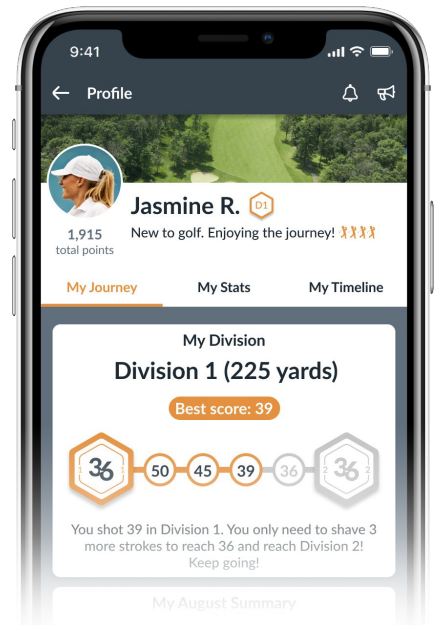 9:41
Profile
Jasmine R. D1
1,915
total points
New to golf. Enjoying the journey!
My Journey My Stats My Timeline
My Division
Division 1 (225 yards)
Best score: 39
1 36 1 50 45 39 36 2 36 2
You shot 39 in Division 1. You only need to shave 3
more strokes to reach 36 and reach Division 2!
Keep going!
My August Summary